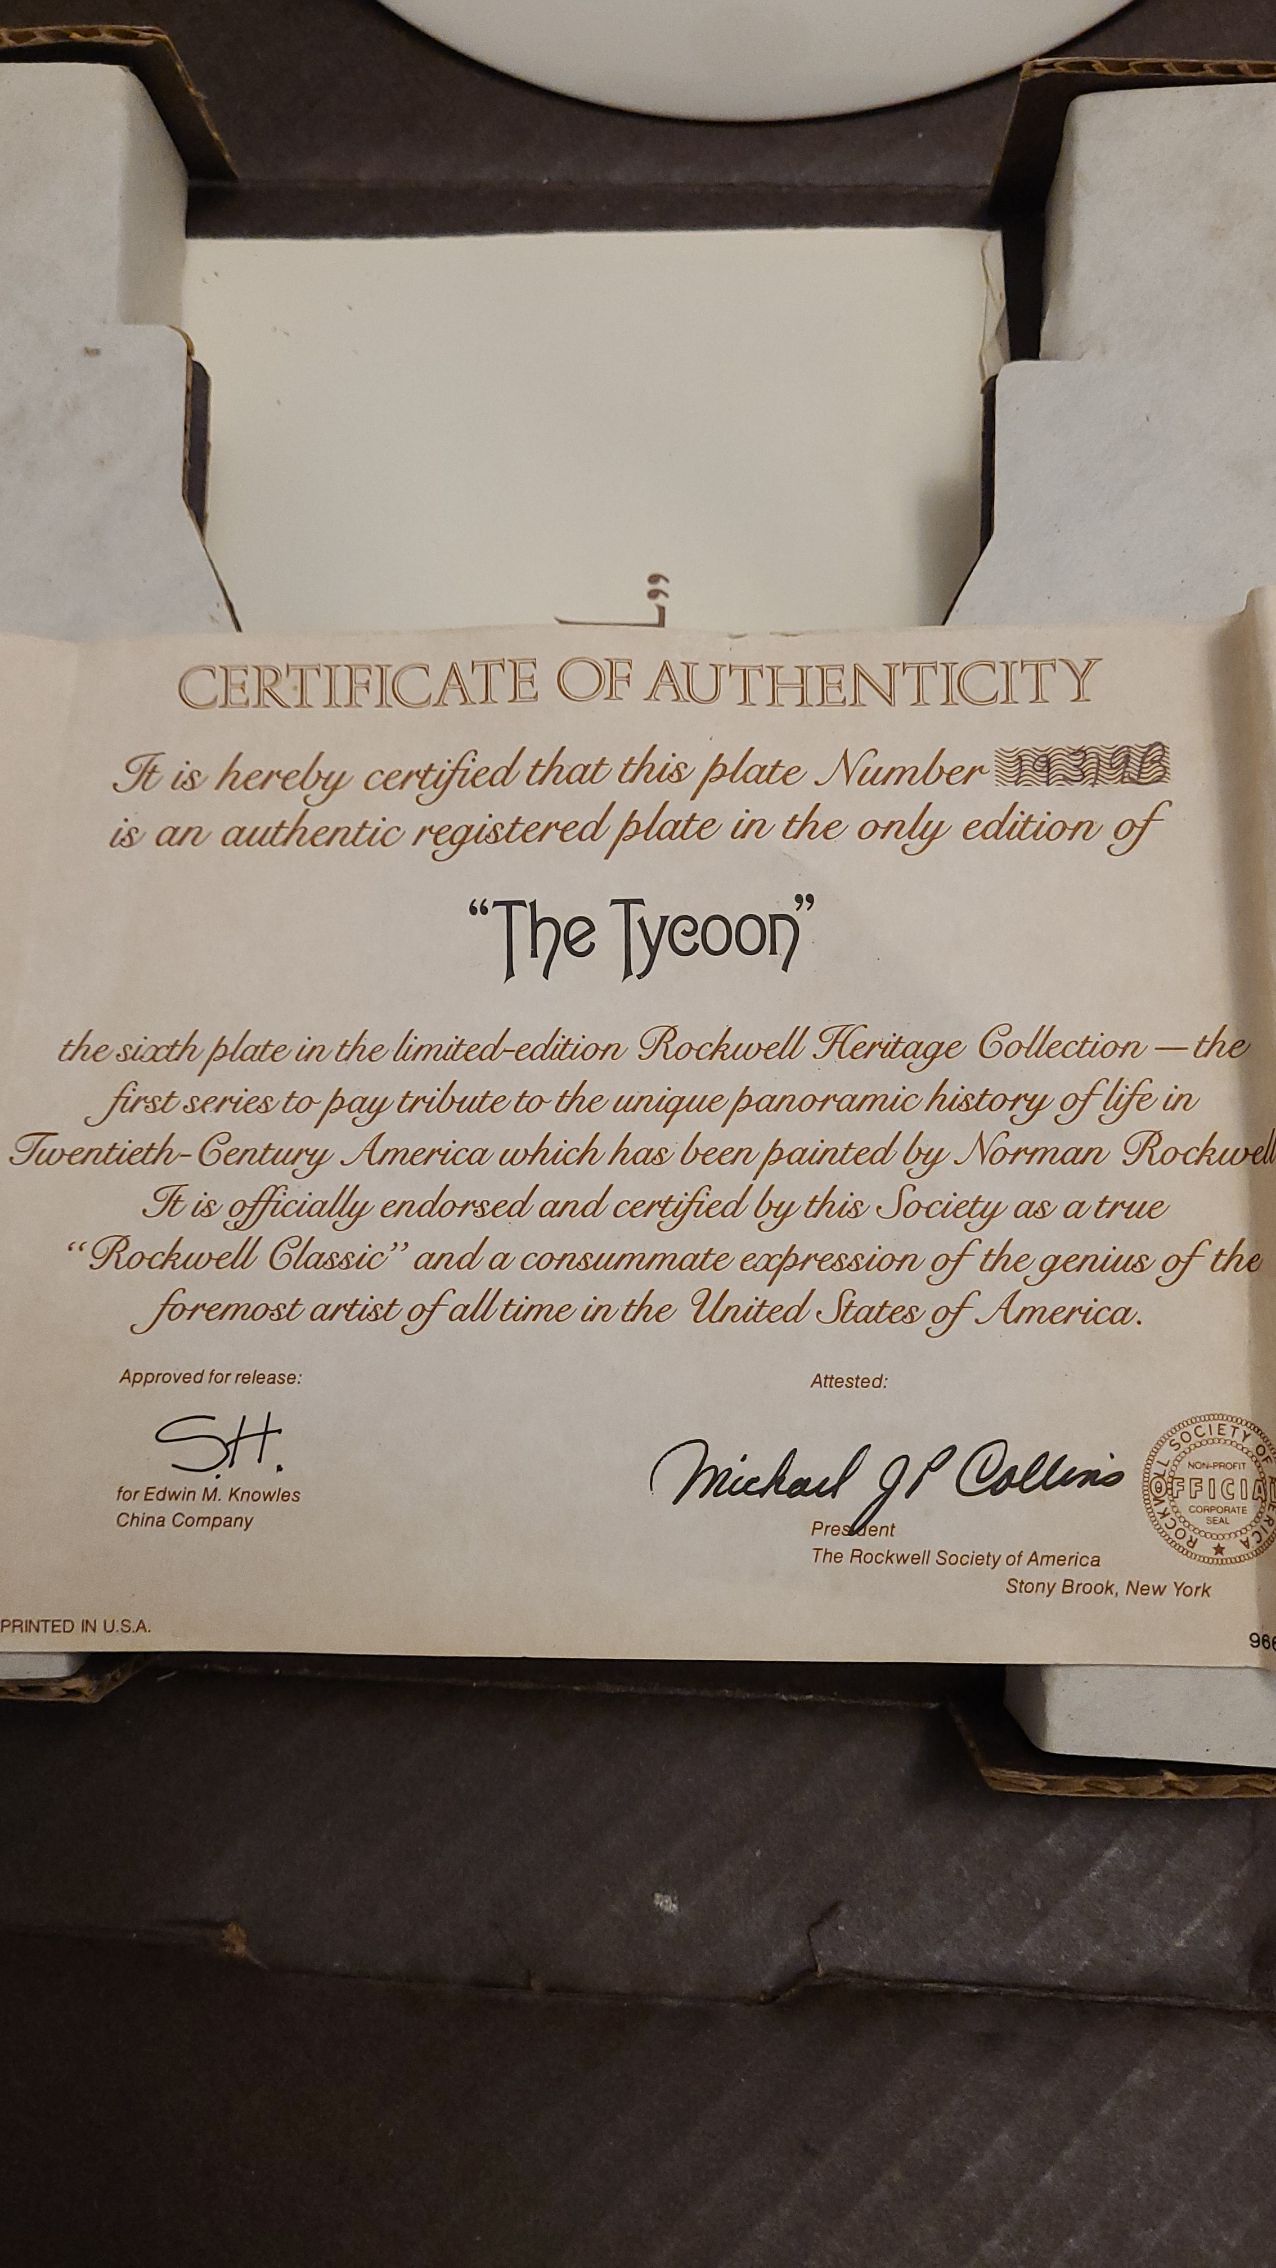 L”
CERTIFICATE OF AUTHENTICITY
It is hereby certified that this plate Number
is an authentic registered plate in the only edition of
“The Tycoon”
the sixth plate in the limited-edition Rockwell Heritage Collection — the
first series to pay tribute to the unique panoramic history of life in
Twentieth-Century America which has been painted by Norman Rockwell
It is officially endorsed and certified by this Society as a true
“Rockwell Classic” and a consummate expression of the genius of the
foremost artist of all time in the United States of America.
Approved for release:
S.H.
for Edwin M. Knowles
China Company
Attested:
Michael JP Collins
President
The Rockwell Society of America
Stony Brook, New York
ROCKWELL SOCIETY OF
NON-PROFIT
OFFICIAL
CORPORATE
SEAL
PRINTED IN U.S.A.
966